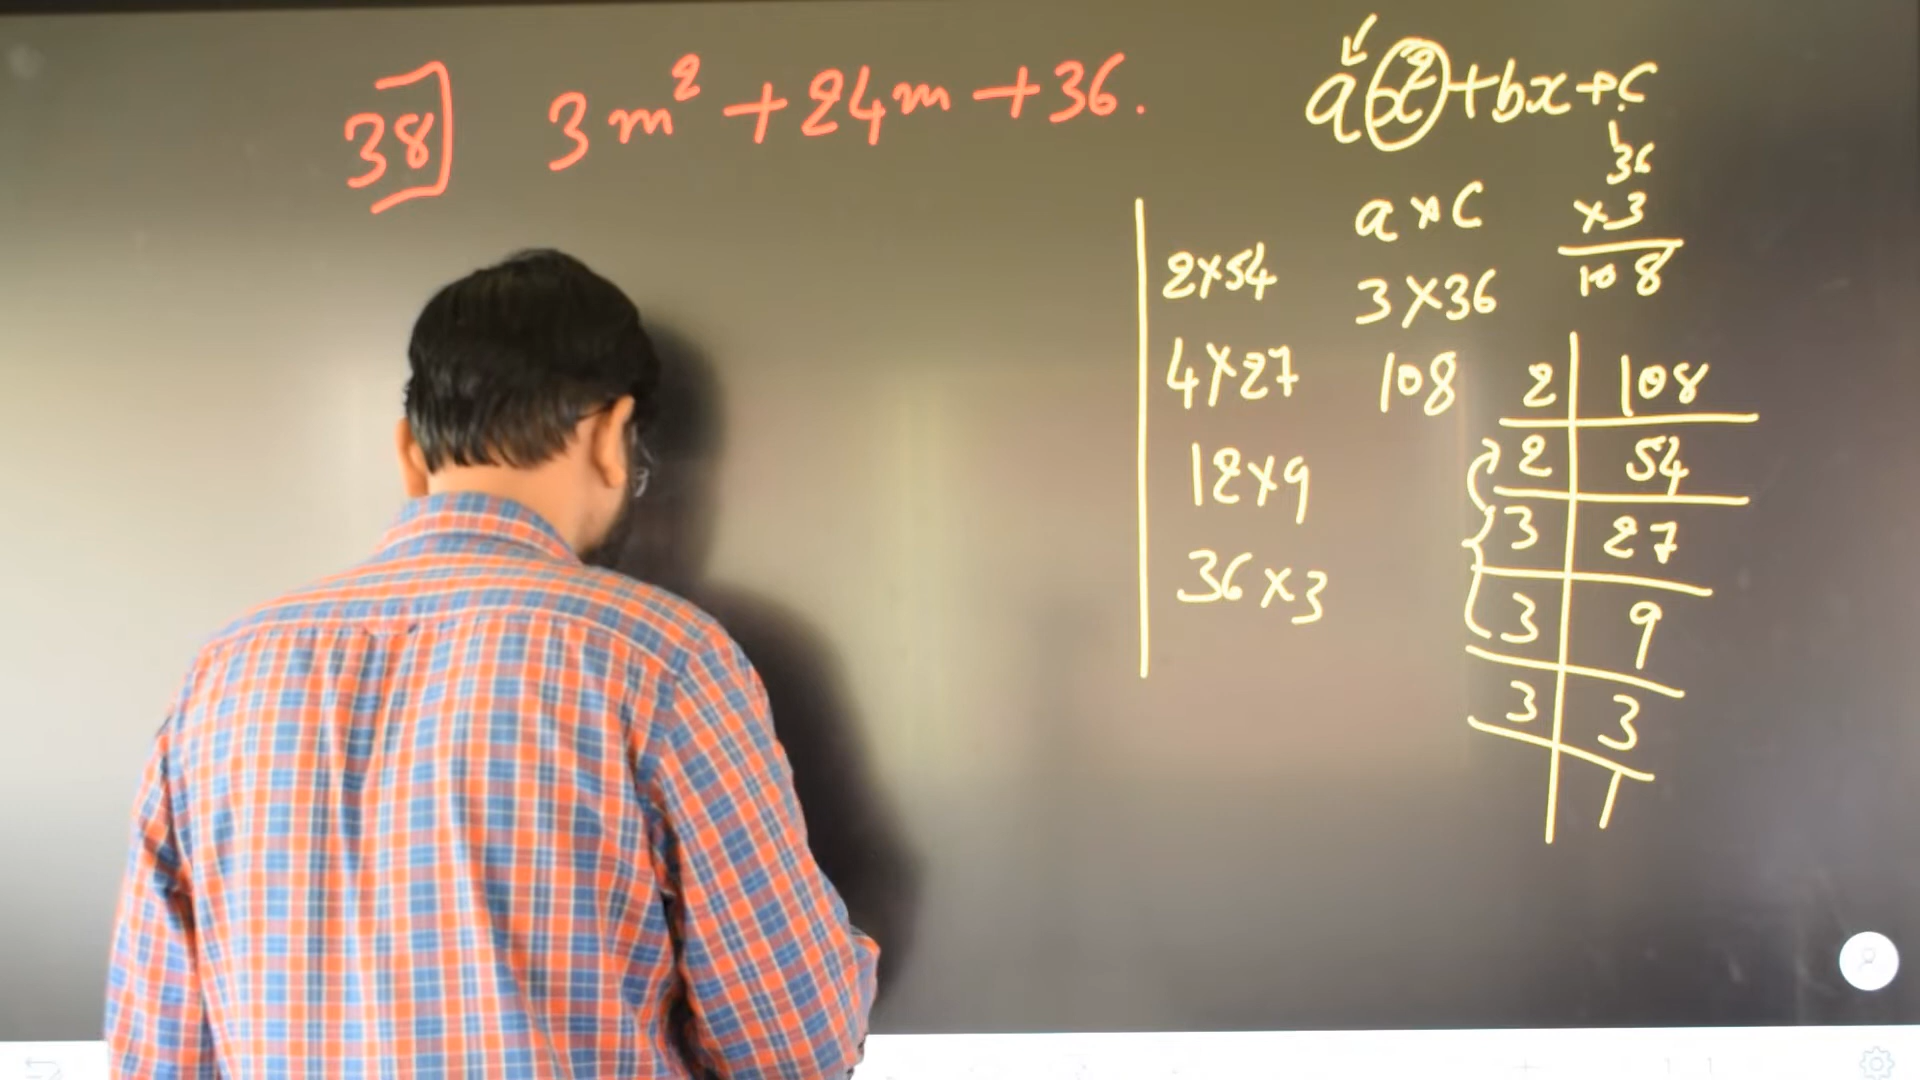 38] 3m² + 24m + 36.
ax² + bx + c
36
× 3
108
a × c
3 × 36
108
2 × 54
4 × 27
12 × 9
36 × 3
2 | 108
2 | 54
3 | 27
3 | 9
3 | 3
1